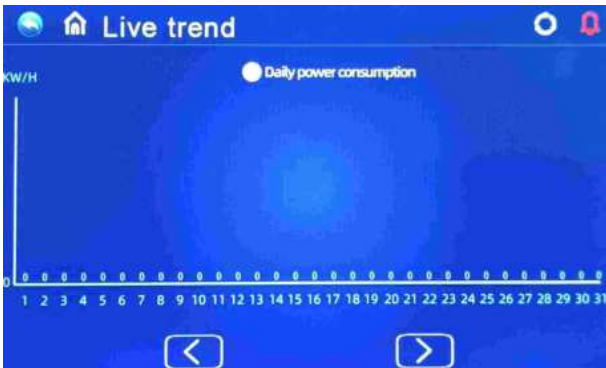 Live trend
KW/H
Daily power consumption
0 0 0 0 0 0 0 0 0 0 0 0 0 0 0 0 0 0 0 0 0 0 0 0 0 0 0 0 0 0 0
0
1 2 3 4 5 6 7 8 9 10 11 12 13 14 15 16 17 18 19 20 21 22 23 24 25 26 27 28 29 30 31